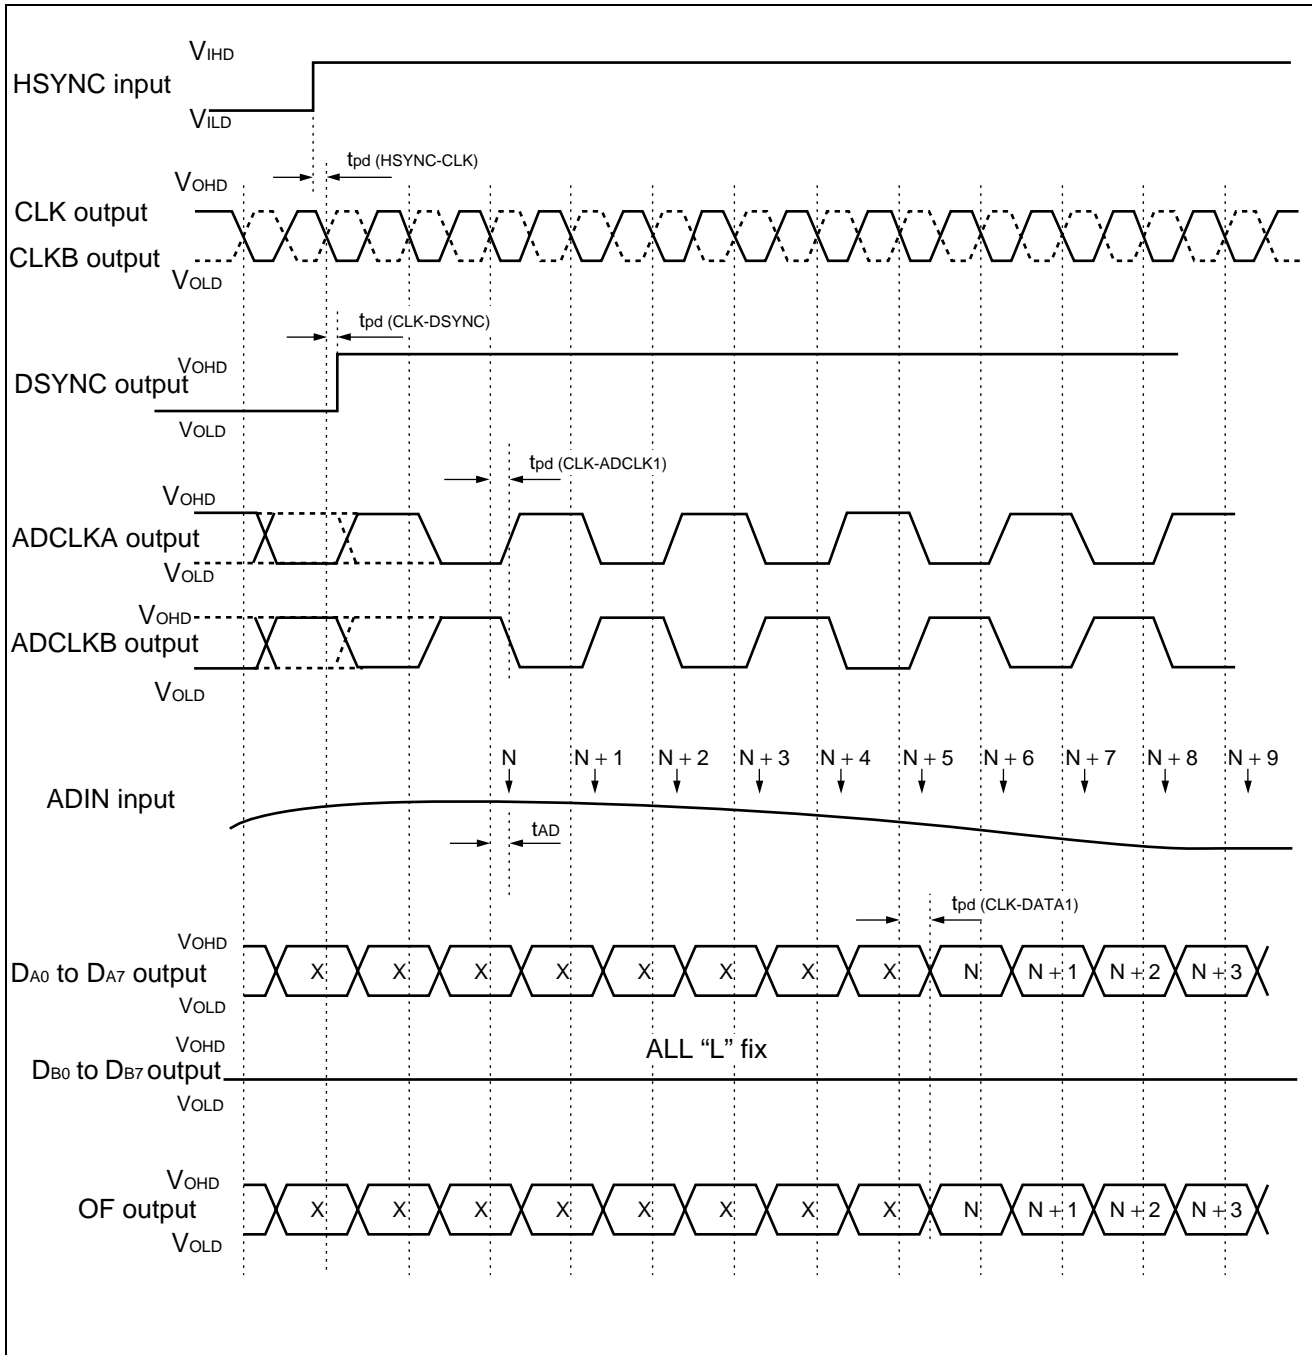 VIHD
HSYNC input
VILD
tpd (HSYNC-CLK)
VOHD
CLK output
CLKB output
VOLD
tpd (CLK-DSYNC)
VOHD
DSYNC output
VOLD
tpd (CLK-ADCLK1)
VOHD
ADCLKA output
VOLD
VOHD
ADCLKB output
VOLD
N N + 1 N + 2 N + 3 N + 4 N + 5 N + 6 N + 7 N + 8 N + 9
ADIN input
tAD
tpd (CLK-DATA1)
VOHD
DA0 to DA7 output X X X X X X X X N N + 1 N + 2 N + 3
VOLD
VOHD
ALL “L” fix
DB0 to DB7 output
VOLD
VOHD
OF output X X X X X X X X N N + 1 N + 2 N + 3
VOLD